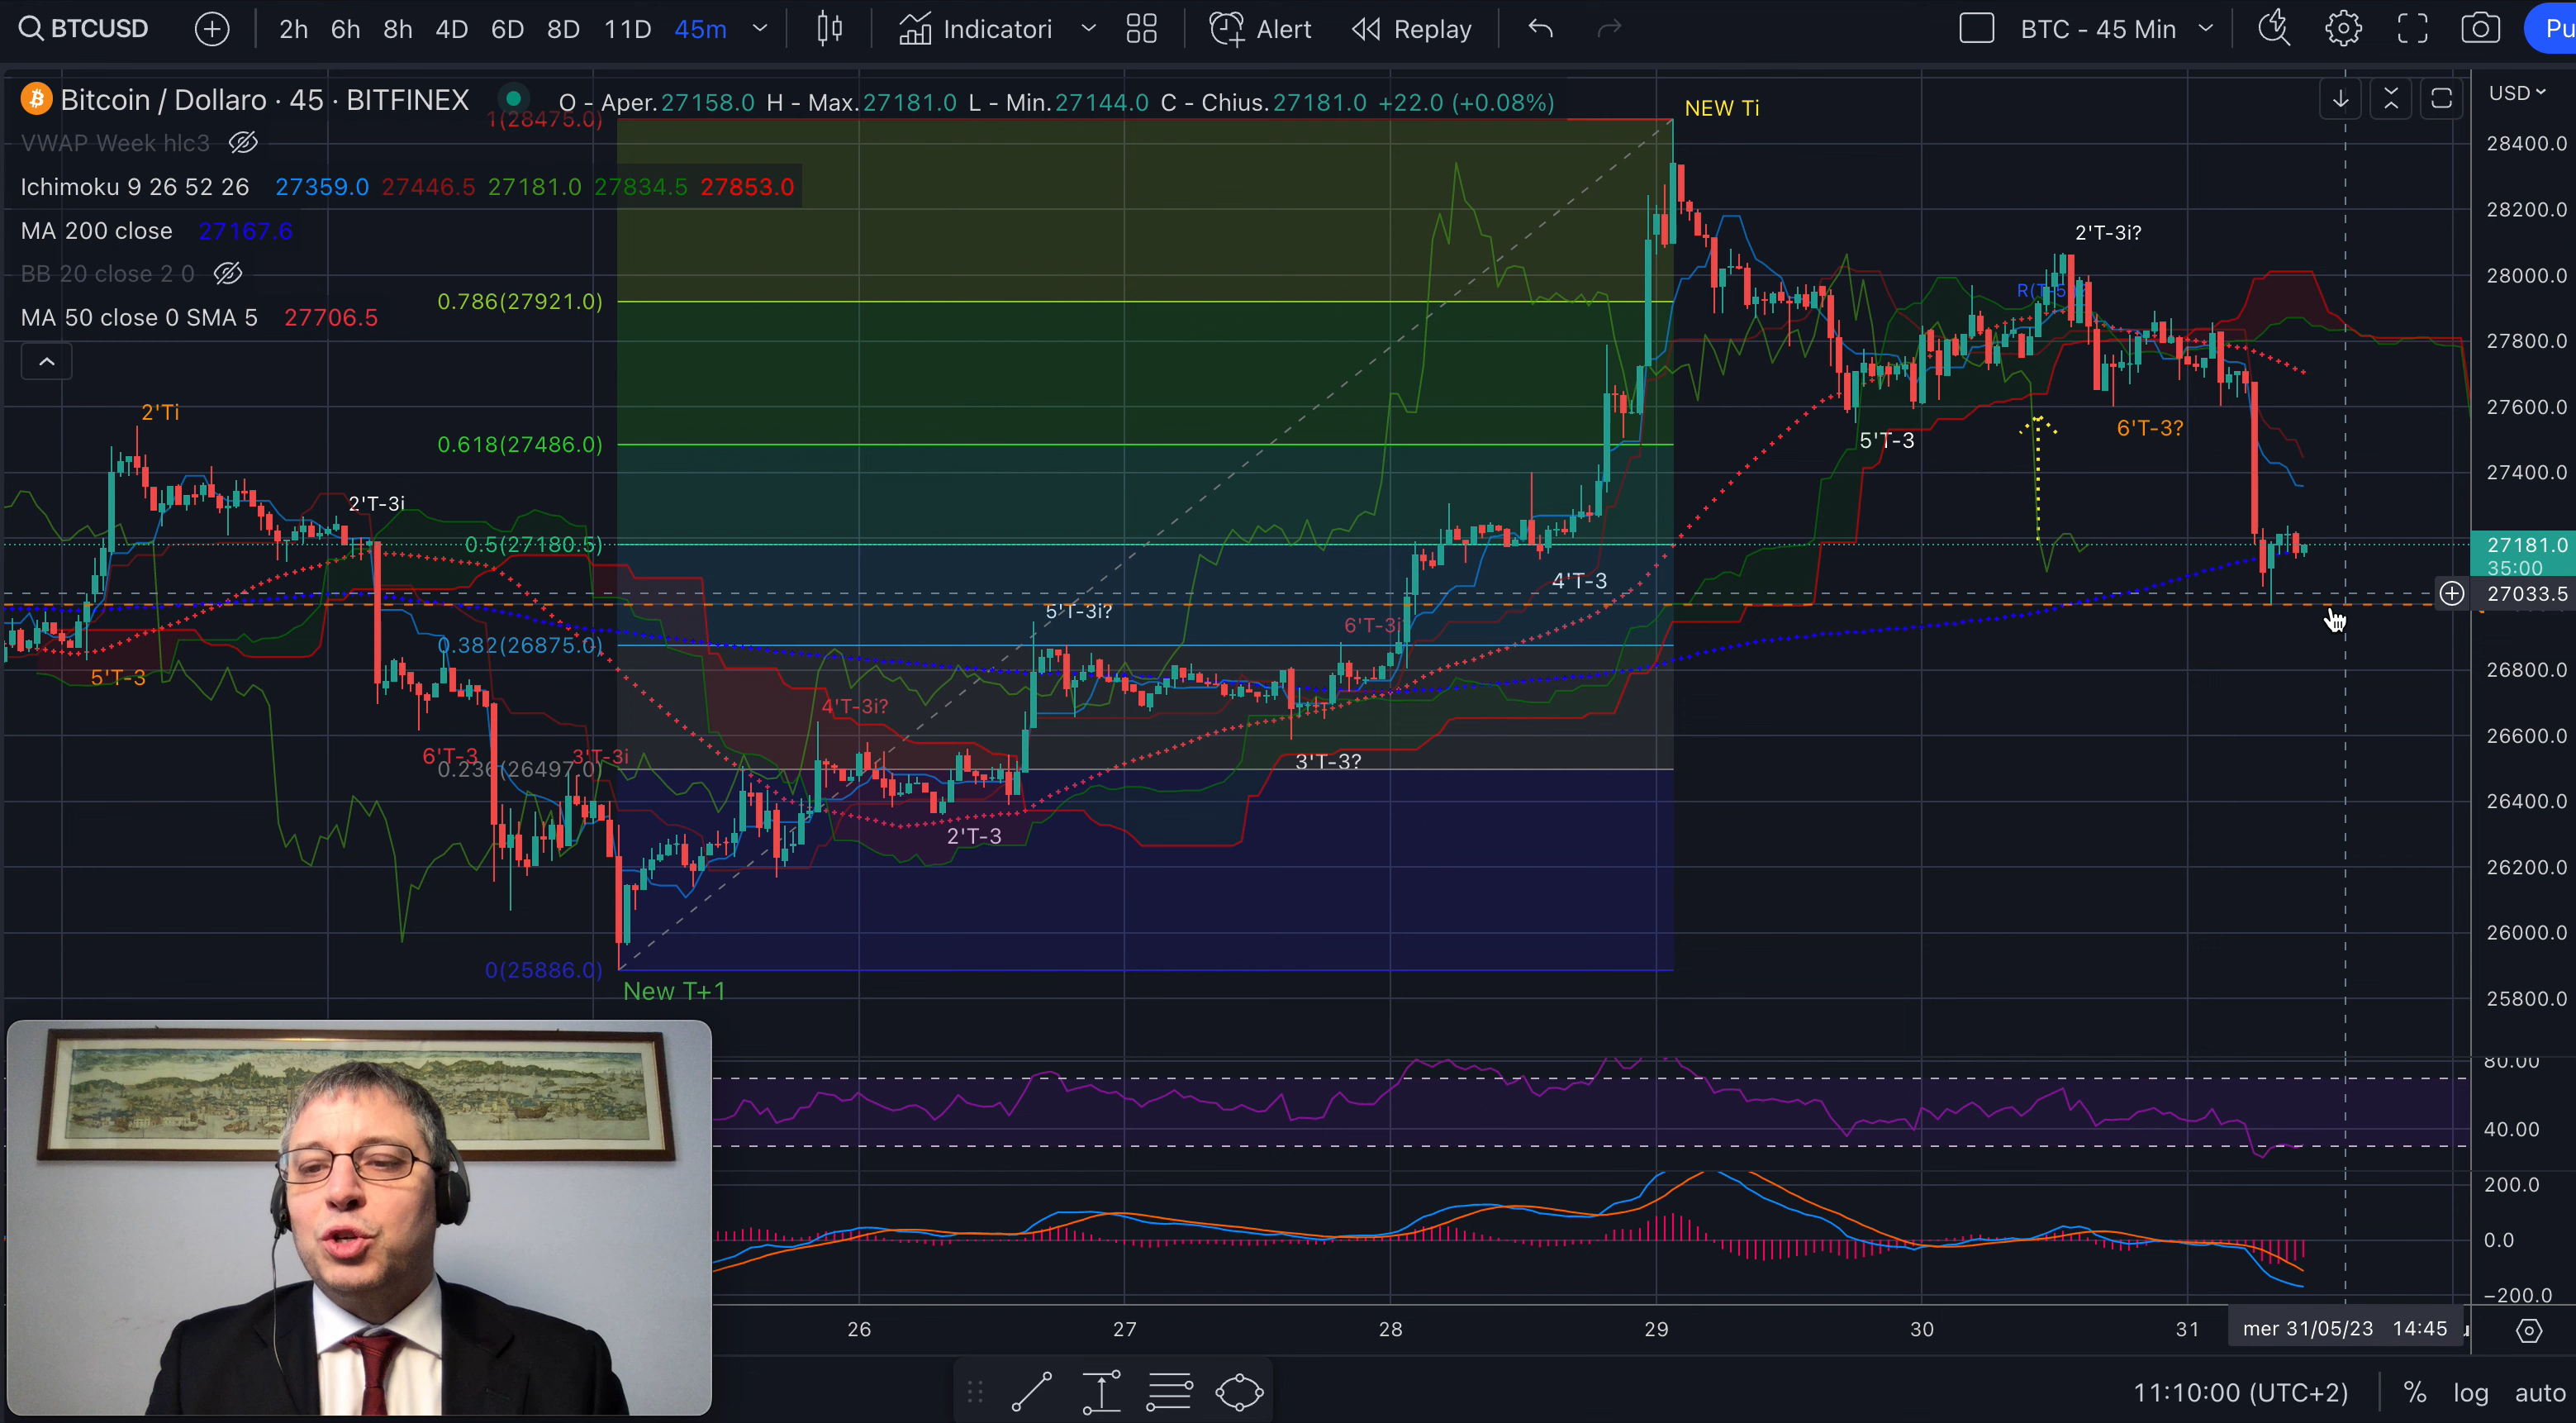 BTCUSD 2h 6h 8h 4D 6D 8D 11D 45m Indicatori Alert Replay BTC - 45 Min Pu
Bitcoin / Dollaro · 45 · BITFINEX O - Aper.27158.0 H - Max.27181.0 L - Min.27144.0 C - Chius.27181.0 +22.0 (+0.08%)
USD
1(28475.0)
NEW Ti
VWAP Week hlc3
28400.0
Ichimoku 9 26 52 26 27359.0 27446.5 27181.0 27834.5 27853.0
28200.0
MA 200 close 27167.6
2'T-3i?
BB 20 close 2 0
28000.0
R(T-5
0.786(27921.0)
MA 50 close 0 SMA 5 27706.5
27800.0
2'Ti
27600.0
6'T-3?
5'T-3
0.618(27486.0)
27400.0
2'T-3i
0.5(27180.5)
27181.0
35:00
4'T-3
27033.5
5'T-3i?
6'T-3i
0.382(26875.0)
26800.0
5'T-3
4'T-3i?
26600.0
6'T-3
3'T-3i
3'T-3?
0.236(26497.0)
26400.0
2'T-3
26200.0
26000.0
0(25886.0)
New T+1
25800.0
80.00
40.00
200.0
0.0
−200.0
26 27 28 29 30 31 mer 31/05/23 14:45
11:10:00 (UTC+2) % log auto